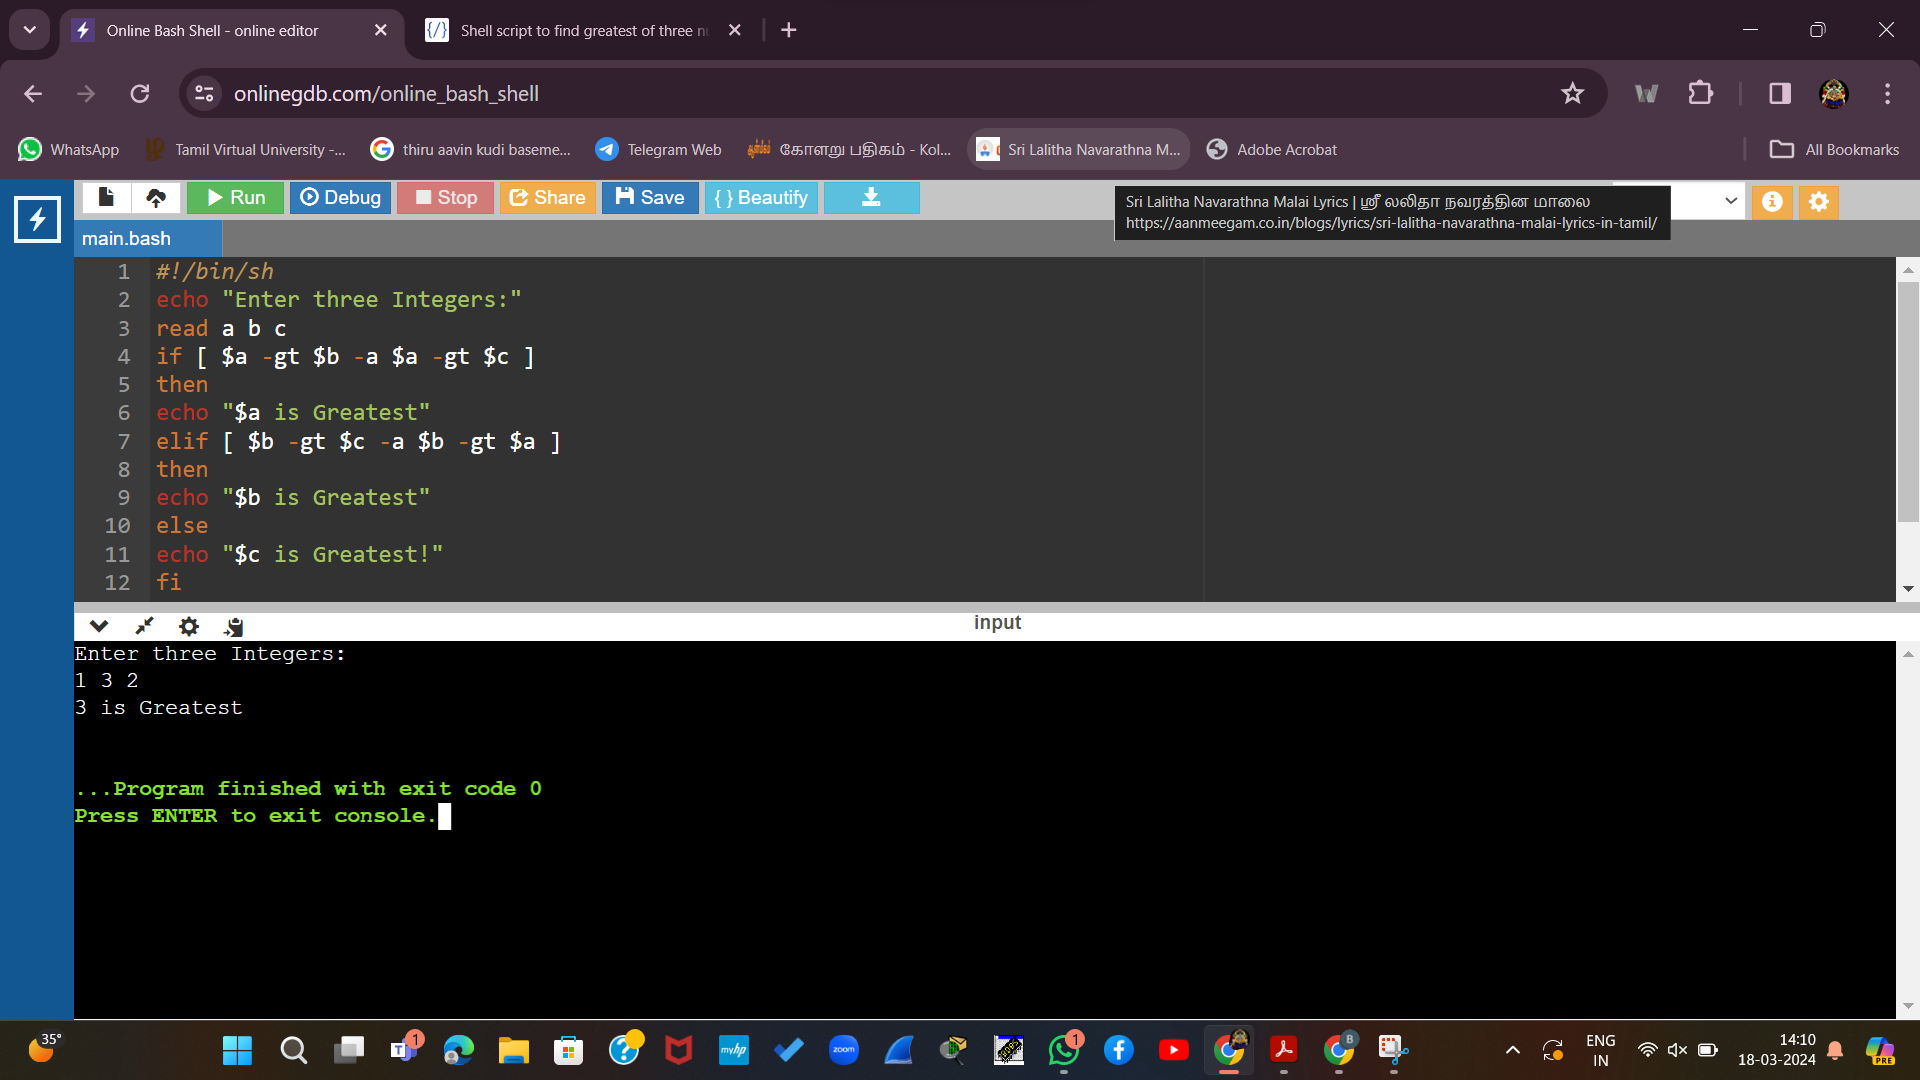 Online Bash Shell - online editor
Shell script to find greatest of three nu
onlinegdb.com/online_bash_shell
WhatsApp
Tamil Virtual University -...
thiru aavin kudi baseme...
Telegram Web
கோளறு பதிகம் - Kol...
Sri Lalitha Navarathna M...
Adobe Acrobat
All Bookmarks
Run
Debug
Stop
Share
Save
{ } Beautify
Sri Lalitha Navarathna Malai Lyrics | ஸ்ரீ லலிதா நவரத்தின மாலை
https://aanmeegam.co.in/blogs/lyrics/sri-lalitha-navarathna-malai-lyrics-in-tamil/
main.bash
1 #!/bin/sh
2 echo "Enter three Integers:"
3 read a b c
4 if [ $a -gt $b -a $a -gt $c ]
5 then
6 echo "$a is Greatest"
7 elif [ $b -gt $c -a $b -gt $a ]
8 then
9 echo "$b is Greatest"
10 else
11 echo "$c is Greatest!"
12 fi
input
Enter three Integers:
1 3 2
3 is Greatest
...Program finished with exit code 0
Press ENTER to exit console.
35°
1
myhp
zoom
1
B
ENG
IN
14:10
18-03-2024
PRE